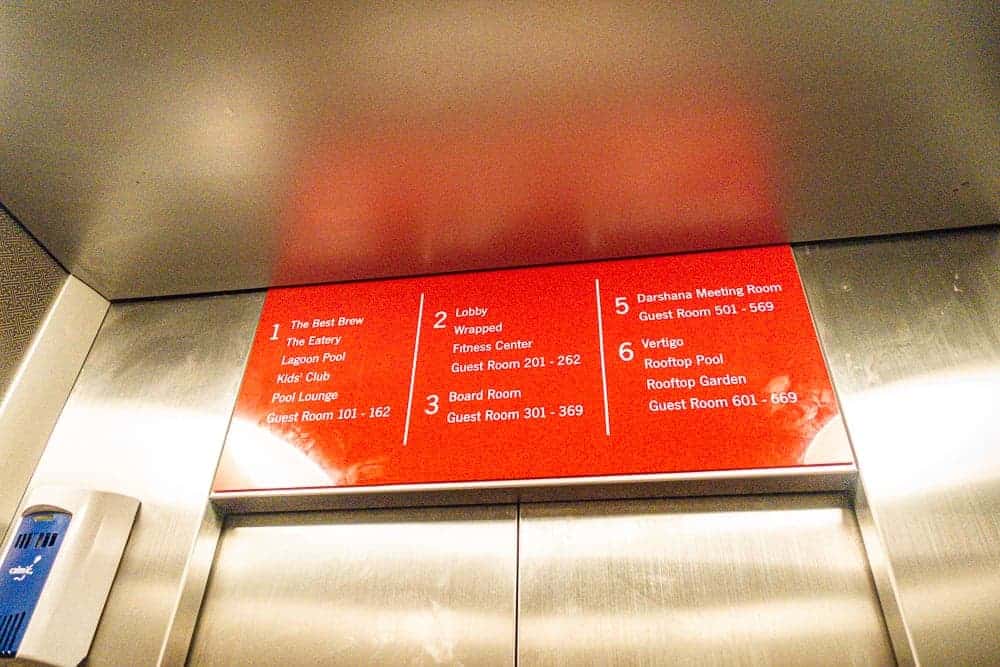 1 The Best Brew
The Eatery
Lagoon Pool
Kids' Club
Pool Lounge
Guest Room 101 - 162
2 Lobby
Wrapped
Fitness Center
Guest Room 201 - 262
3 Board Room
Guest Room 301 - 369
5 Darshana Meeting Room
Guest Room 501 - 569
6 Vertigo
Rooftop Pool
Rooftop Garden
Guest Room 601 - 669